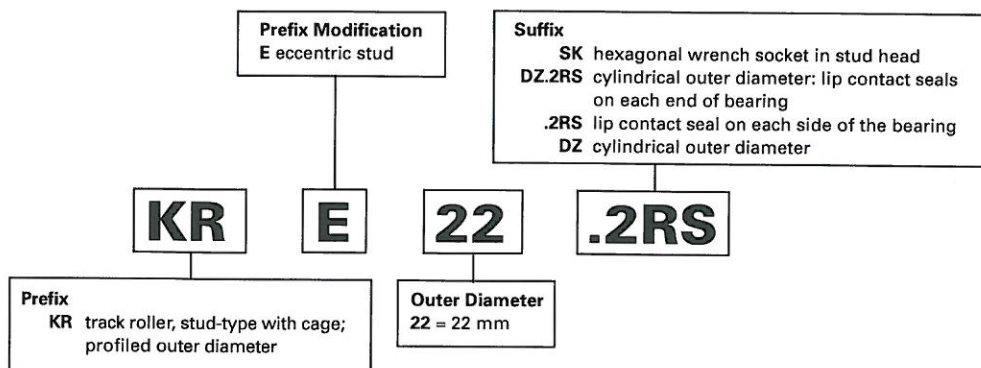 Prefix Modification
E eccentric stud
Suffix
SK hexagonal wrench socket in stud head
DZ.2RS cylindrical outer diameter: lip contact seals
on each end of bearing
.2RS lip contact seal on each side of the bearing
DZ cylindrical outer diameter
KR E 22 .2RS
Prefix
KR track roller, stud-type with cage;
profiled outer diameter
Outer Diameter
22 = 22 mm